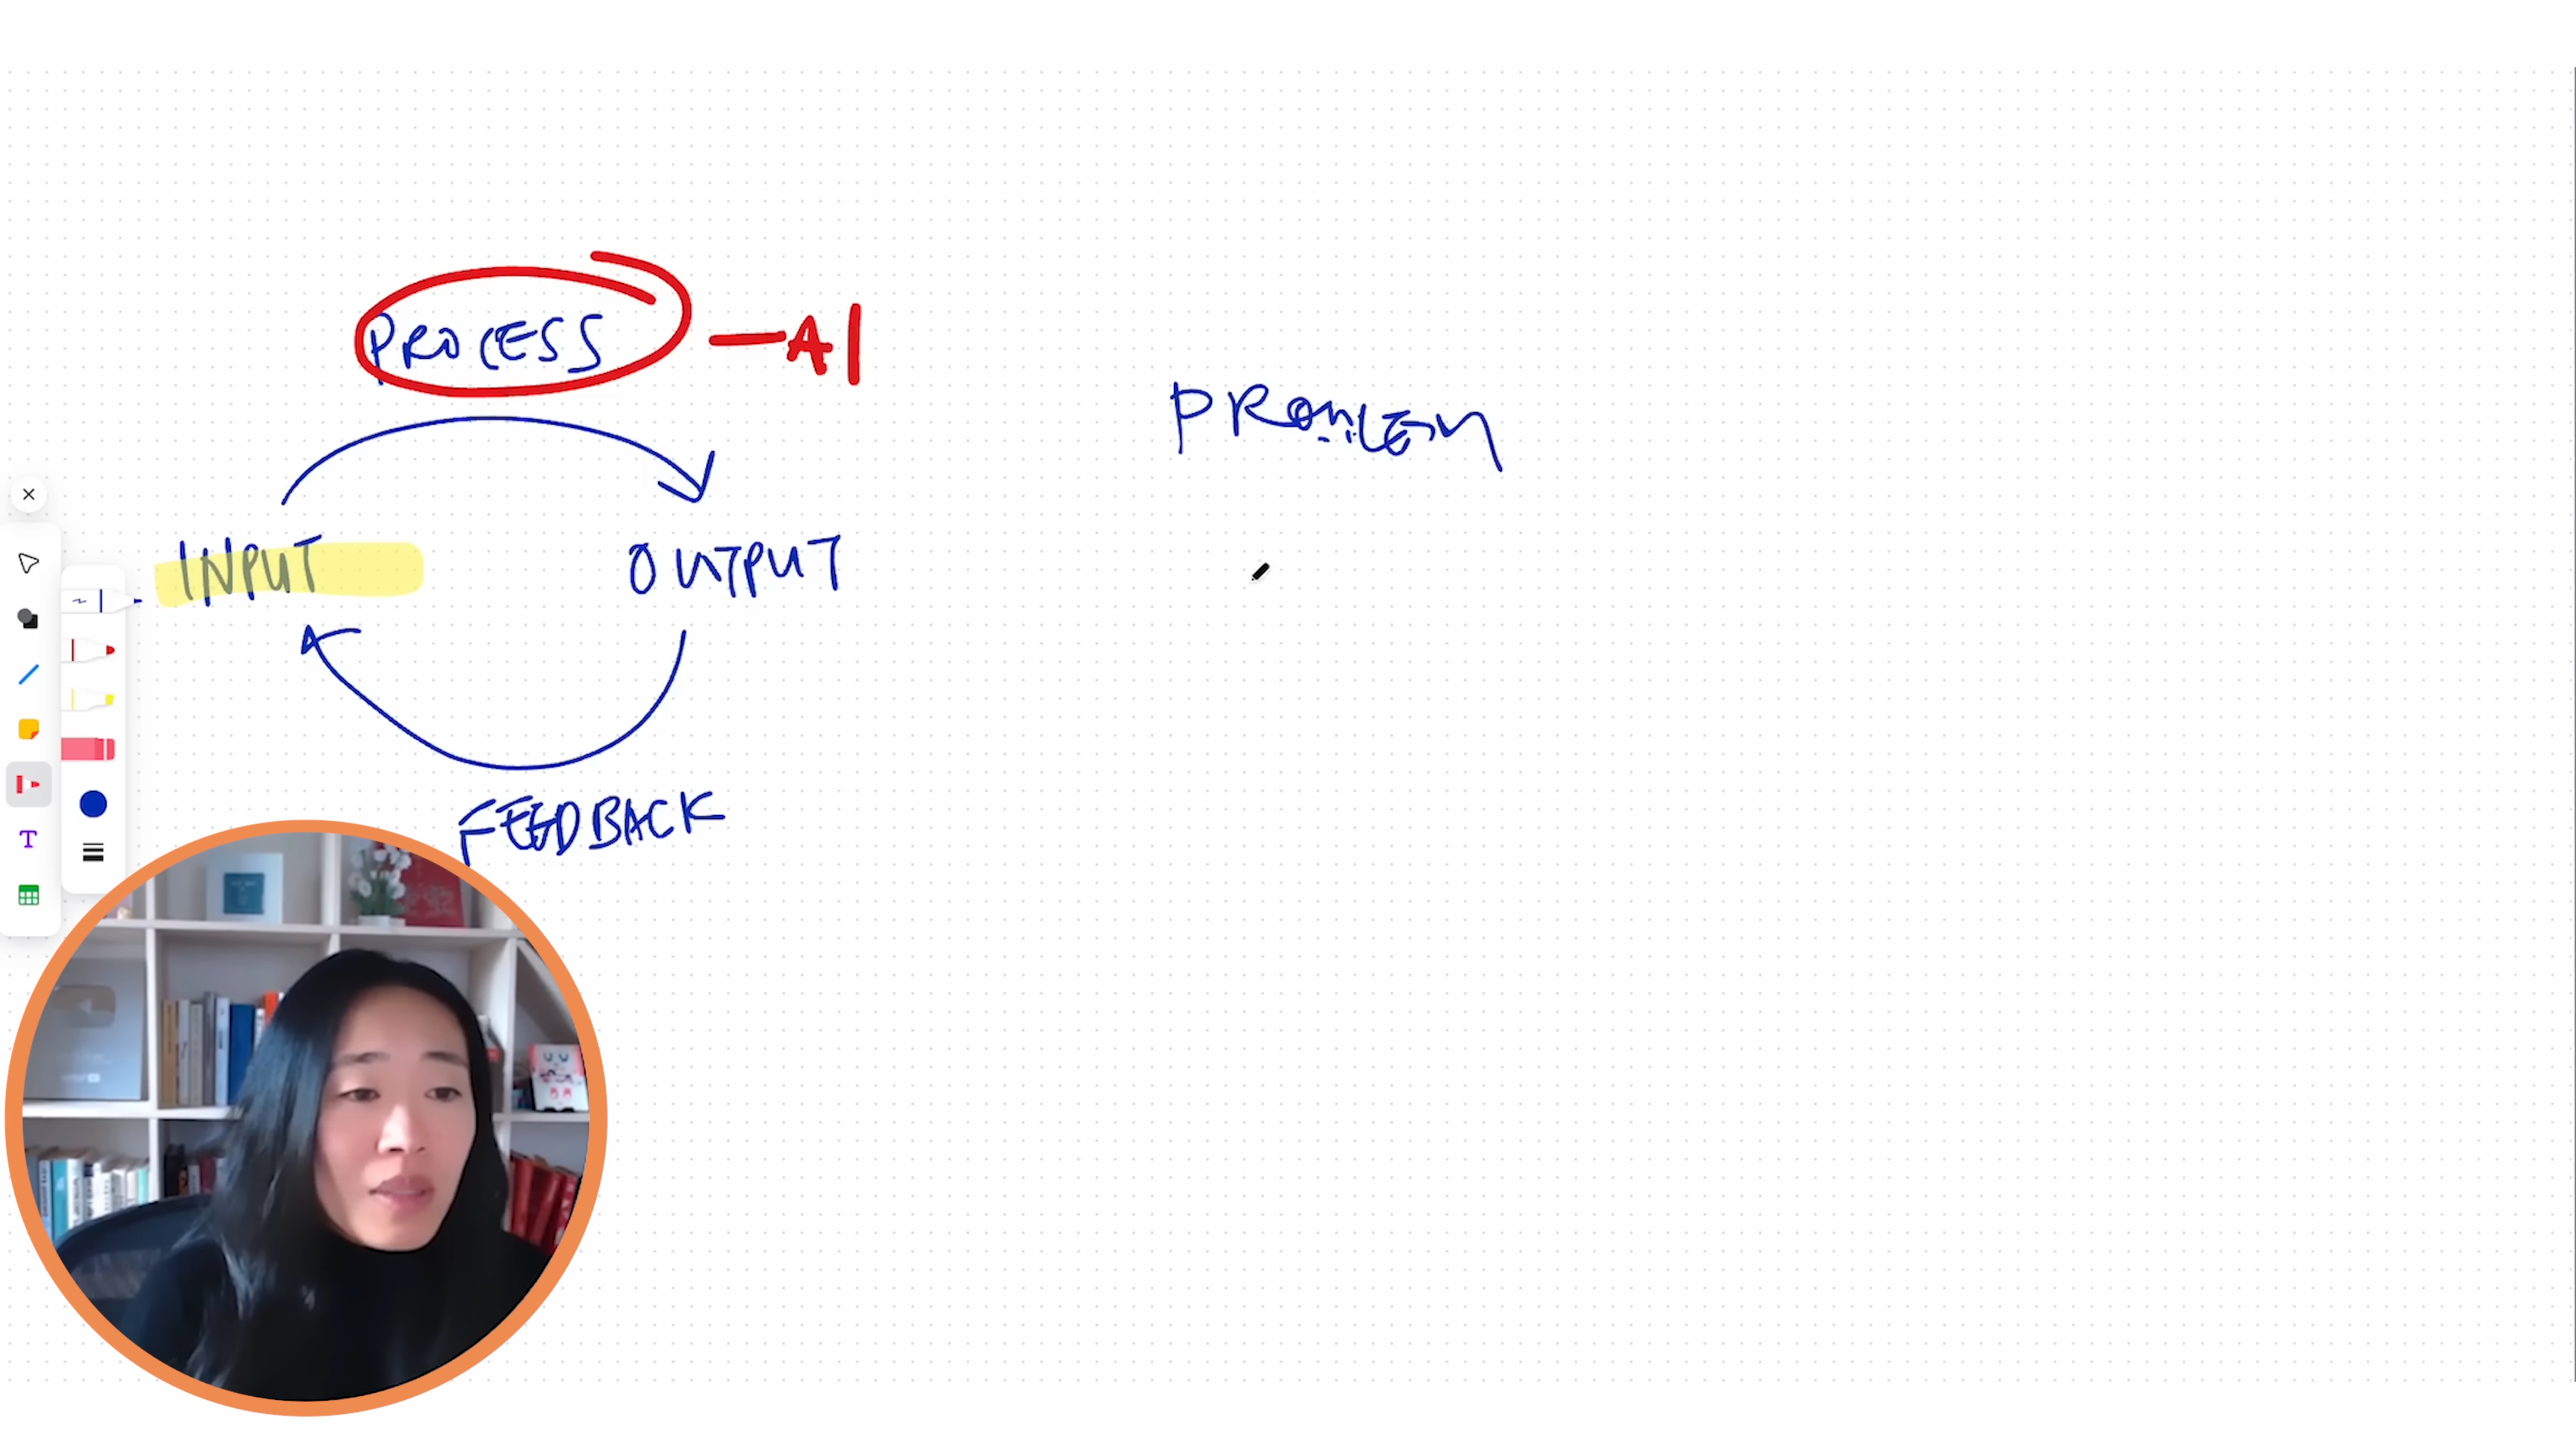 PROCESS
— AI
INPUT
OUTPUT
FEEDBACK
PROBLEM
T